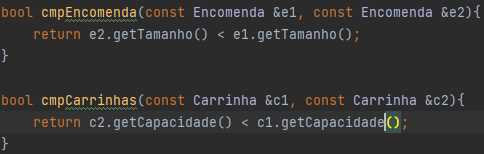 bool cmpEncomenda(const Encomenda &e1, const Encomenda &e2){
    return e2.getTamanho() < e1.getTamanho();
}
bool cmpCarrinhas(const Carrinha &c1, const Carrinha &c2){
    return c2.getCapacidade() < c1.getCapacidade();
}